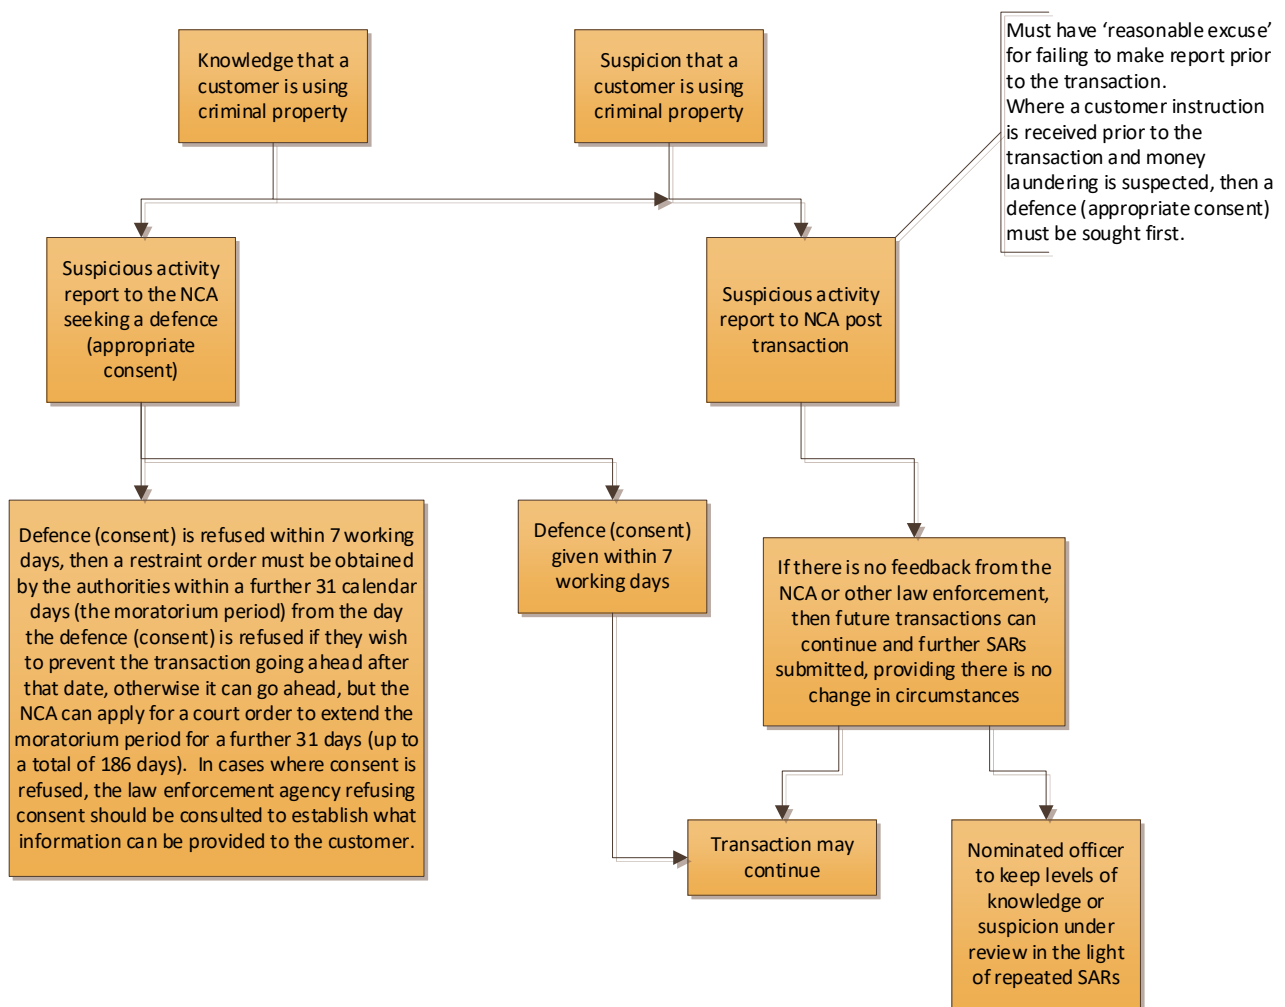 Knowledge that a
customer is using
criminal property
Suspicion that a
customer is using
criminal property
Must have ‘reasonable excuse’
for failing to make report prior
to the transaction.
Where a customer instruction
is received prior to the
transaction and money
laundering is suspected, then a
defence (appropriate consent)
must be sought first.
Suspicious activity
report to the NCA
seeking a defence
(appropriate
consent)
Suspicious activity
report to NCA post
transaction
Defence (consent) is refused within 7 working
days, then a restraint order must be obtained
by the authorities within a further 31 calendar
days (the moratorium period) from the day
the defence (consent) is refused if they wish
to prevent the transaction going ahead after
that date, otherwise it can go ahead, but the
NCA can apply for a court order to extend the
moratorium period for a further 31 days (up to
a total of 186 days). In cases where consent is
refused, the law enforcement agency refusing
consent should be consulted to establish what
information can be provided to the customer.
Defence (consent)
given within 7
working days
If there is no feedback from the
NCA or other law enforcement,
then future transactions can
continue and further SARs
submitted, providing there is no
change in circumstances
Transaction may
continue
Nominated officer
to keep levels of
knowledge or
suspicion under
review in the light
of repeated SARs